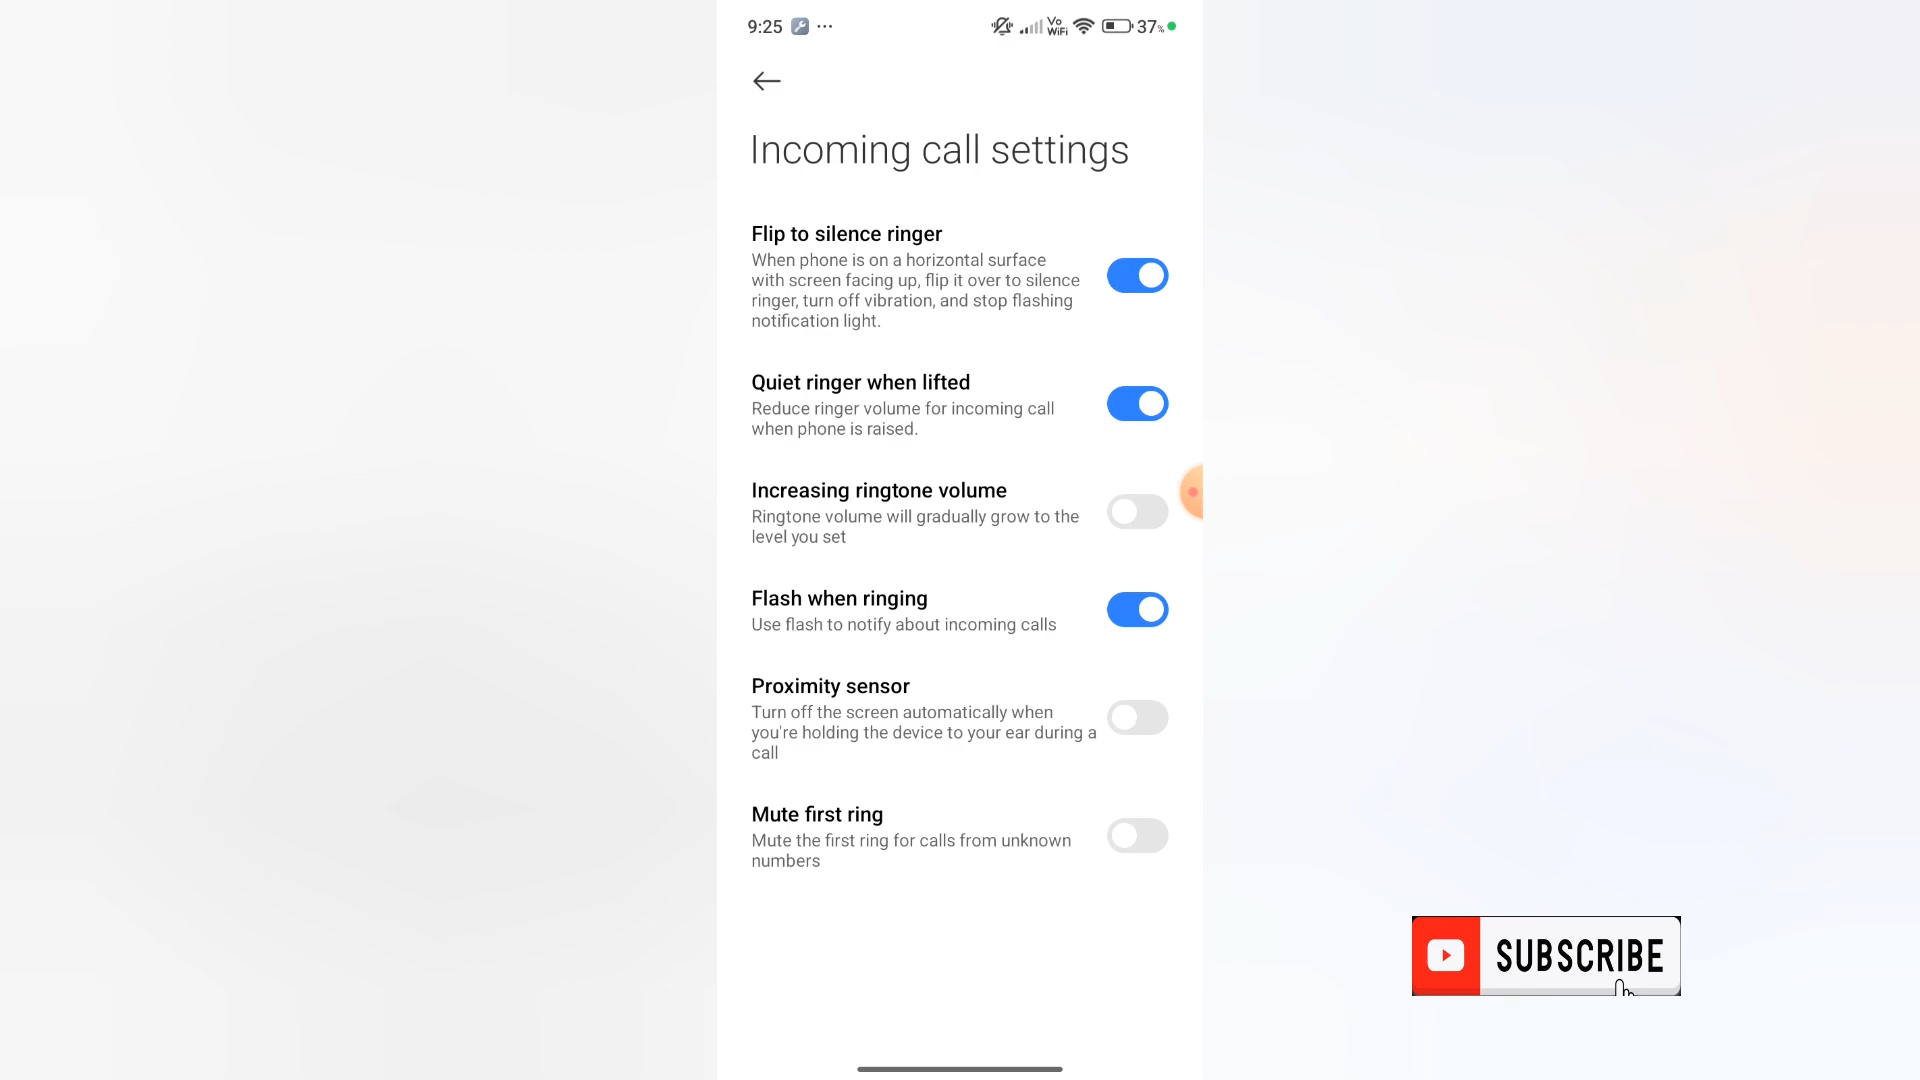 9:25 ... Vo WiFi 37%
Incoming call settings
Flip to silence ringer
When phone is on a horizontal surface
with screen facing up, flip it over to silence
ringer, turn off vibration, and stop flashing
notification light.
Quiet ringer when lifted
Reduce ringer volume for incoming call
when phone is raised.
Increasing ringtone volume
Ringtone volume will gradually grow to the
level you set
Flash when ringing
Use flash to notify about incoming calls
Proximity sensor
Turn off the screen automatically when
you're holding the device to your ear during a
call
Mute first ring
Mute the first ring for calls from unknown
numbers
SUBSCRIBE